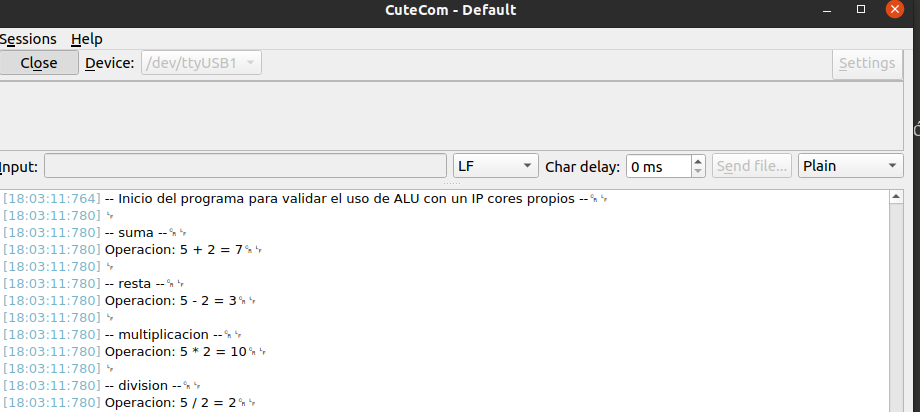 CuteCom - Default
Sessions Help
Close Device: /dev/ttyUSB1 Settings
Input: LF Char delay: 0 ms Send file... Plain
[18:03:11:764] -- Inicio del programa para validar el uso de ALU con un IP cores propios --␍␊
[18:03:11:780] ␊
[18:03:11:780] -- suma --␍␊
[18:03:11:780] Operacion: 5 + 2 = 7␍␊
[18:03:11:780] ␊
[18:03:11:780] -- resta --␍␊
[18:03:11:780] Operacion: 5 - 2 = 3␍␊
[18:03:11:780] ␊
[18:03:11:780] -- multiplicacion --␍␊
[18:03:11:780] Operacion: 5 * 2 = 10␍␊
[18:03:11:780] ␊
[18:03:11:780] -- division --␍␊
[18:03:11:780] Operacion: 5 / 2 = 2␍␊